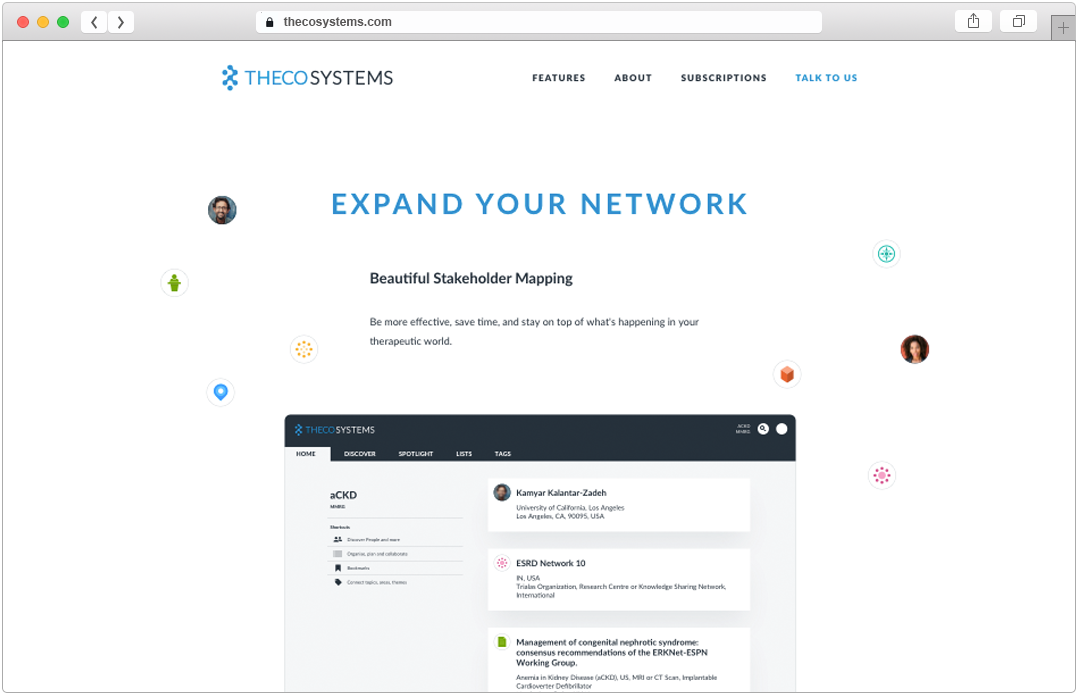 thecosystems.com
THECOSYSTEMS
FEATURES ABOUT SUBSCRIPTIONS TALK TO US
EXPAND YOUR NETWORK
Beautiful Stakeholder Mapping
Be more effective, save time, and stay on top of what's happening in your
therapeutic world.
THECOSYSTEMS
aCKD
MMRG
HOME DISCOVER SPOTLIGHT LISTS TAGS
aCKD
MMRG
Shortcuts
Discover People and more
Organise, plan and collaborate
Bookmarks
Connect topics, areas, themes
Kamyar Kalantar-Zadeh
University of California, Los Angeles
Los Angeles, CA, 90095, USA
ESRD Network 10
IN, USA
Trialas Organization, Research Centre or Knowledge Sharing Network,
International
Management of congenital nephrotic syndrome:
consensus recommendations of the ERKNet-ESPN
Working Group.
Anemia in Kidney Disease (aCKD), US, MRI or CT Scan, Implantable
Cardioverter Defibrillator